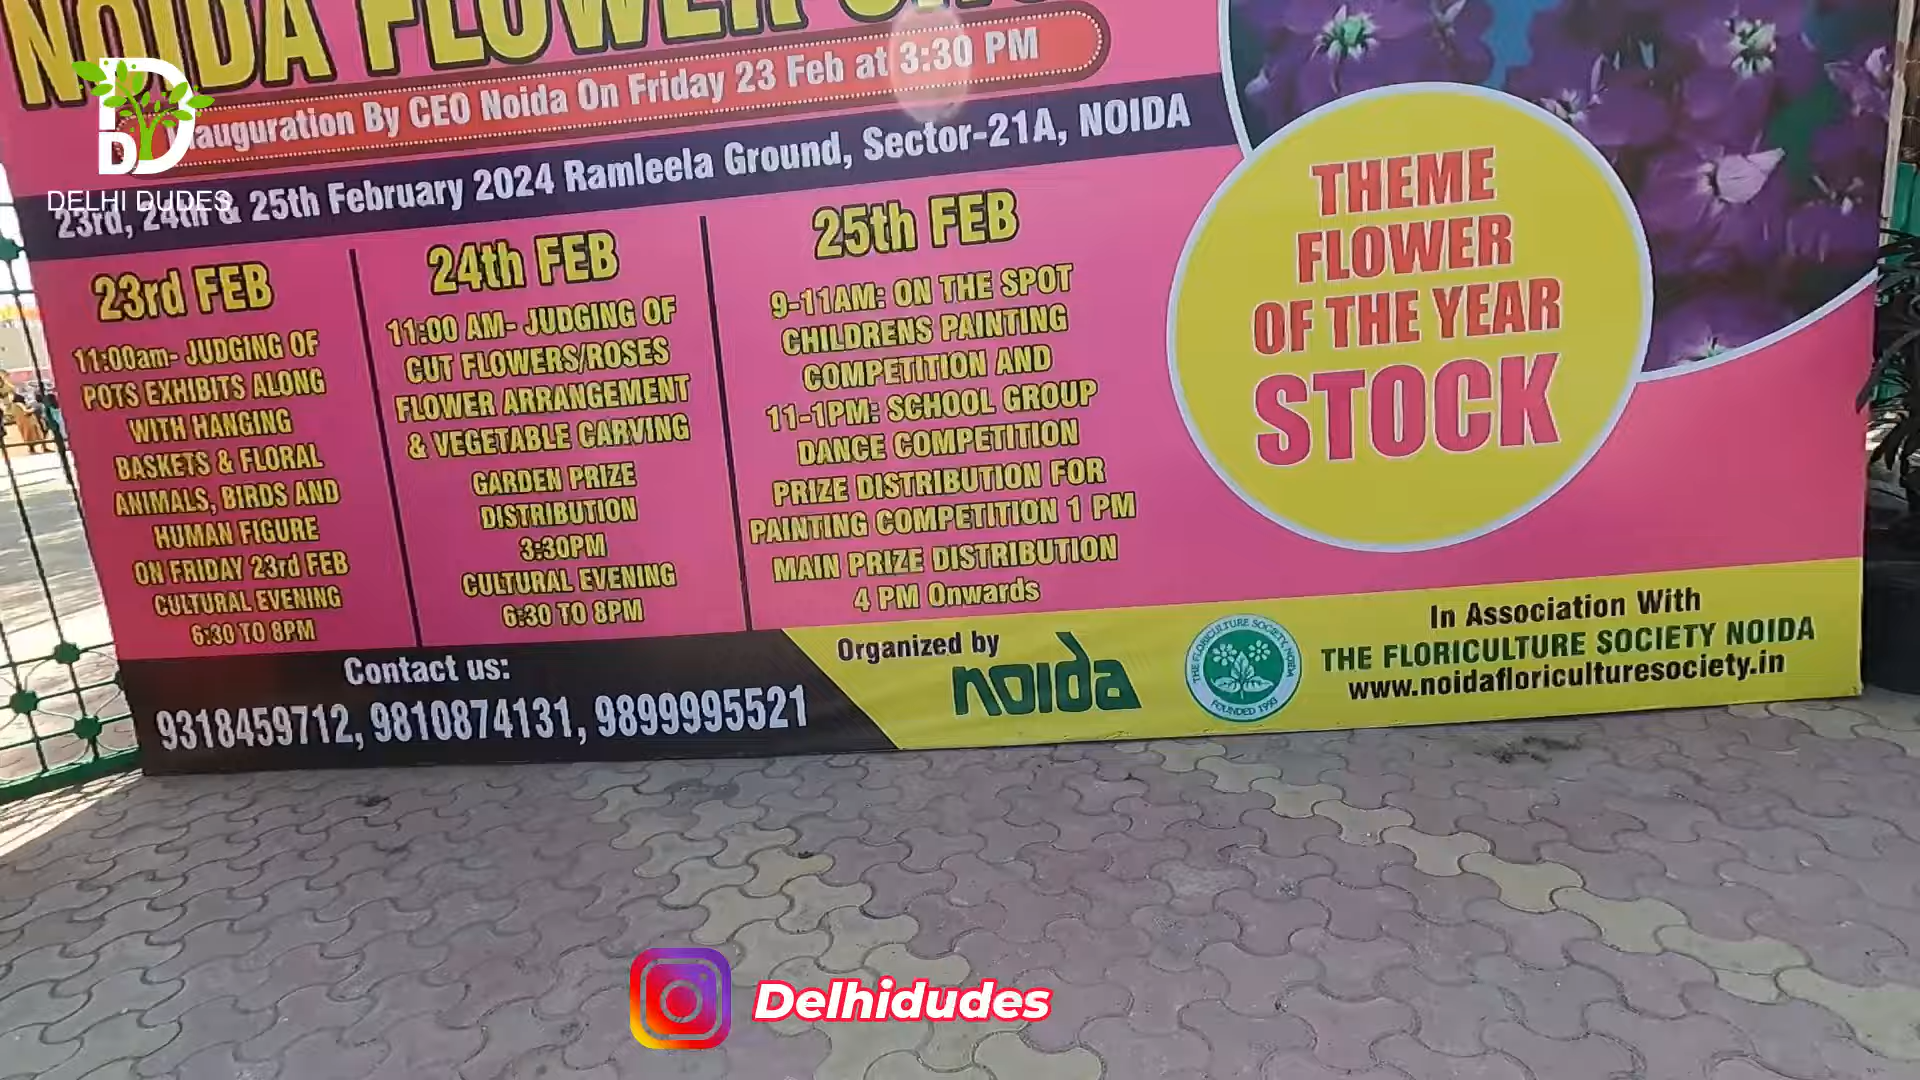 NOIDA FLOWER
Inauguration By CEO Noida On Friday 23 Feb at 3:30 PM
23rd, 24th & 25th February 2024 Ramleela Ground, Sector-21A, NOIDA
DELHI DUDES
23rd FEB
11:00am- JUDGING OF
POTS EXHIBITS ALONG
WITH HANGING
BASKETS & FLORAL
ANIMALS, BIRDS AND
HUMAN FIGURE
ON FRIDAY 23rd FEB
CULTURAL EVENING
6:30 TO 8PM
24th FEB
11:00 AM- JUDGING OF
CUT FLOWERS/ROSES
FLOWER ARRANGEMENT
& VEGETABLE CARVING
GARDEN PRIZE
DISTRIBUTION
3:30PM
CULTURAL EVENING
6:30 TO 8PM
25th FEB
9-11AM: ON THE SPOT
CHILDRENS PAINTING
COMPETITION AND
11-1PM: SCHOOL GROUP
DANCE COMPETITION
PRIZE DISTRIBUTION FOR
PAINTING COMPETITION 1 PM
MAIN PRIZE DISTRIBUTION
4 PM Onwards
THEME
FLOWER
OF THE YEAR
STOCK
Contact us:
9318459712, 9810874131, 9899995521
Organized by
noida
THE FLORICULTURE SOCIETY, NOIDA
FOUNDED 1993
In Association With
THE FLORICULTURE SOCIETY NOIDA
www.noidafloriculturesociety.in
Delhidudes